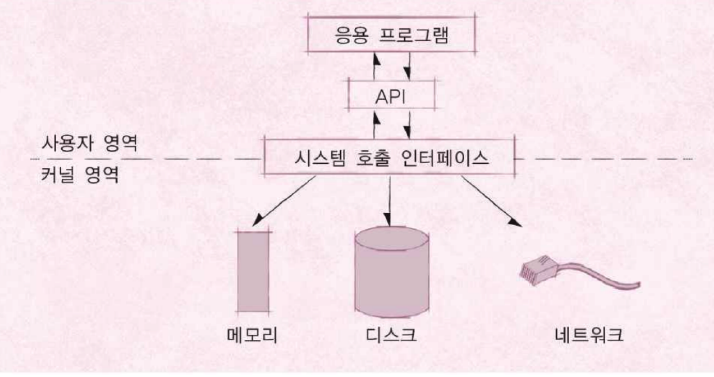 응용 프로그램
API
사용자 영역
시스템 호출 인터페이스
커널 영역
메모리
디스크
네트워크